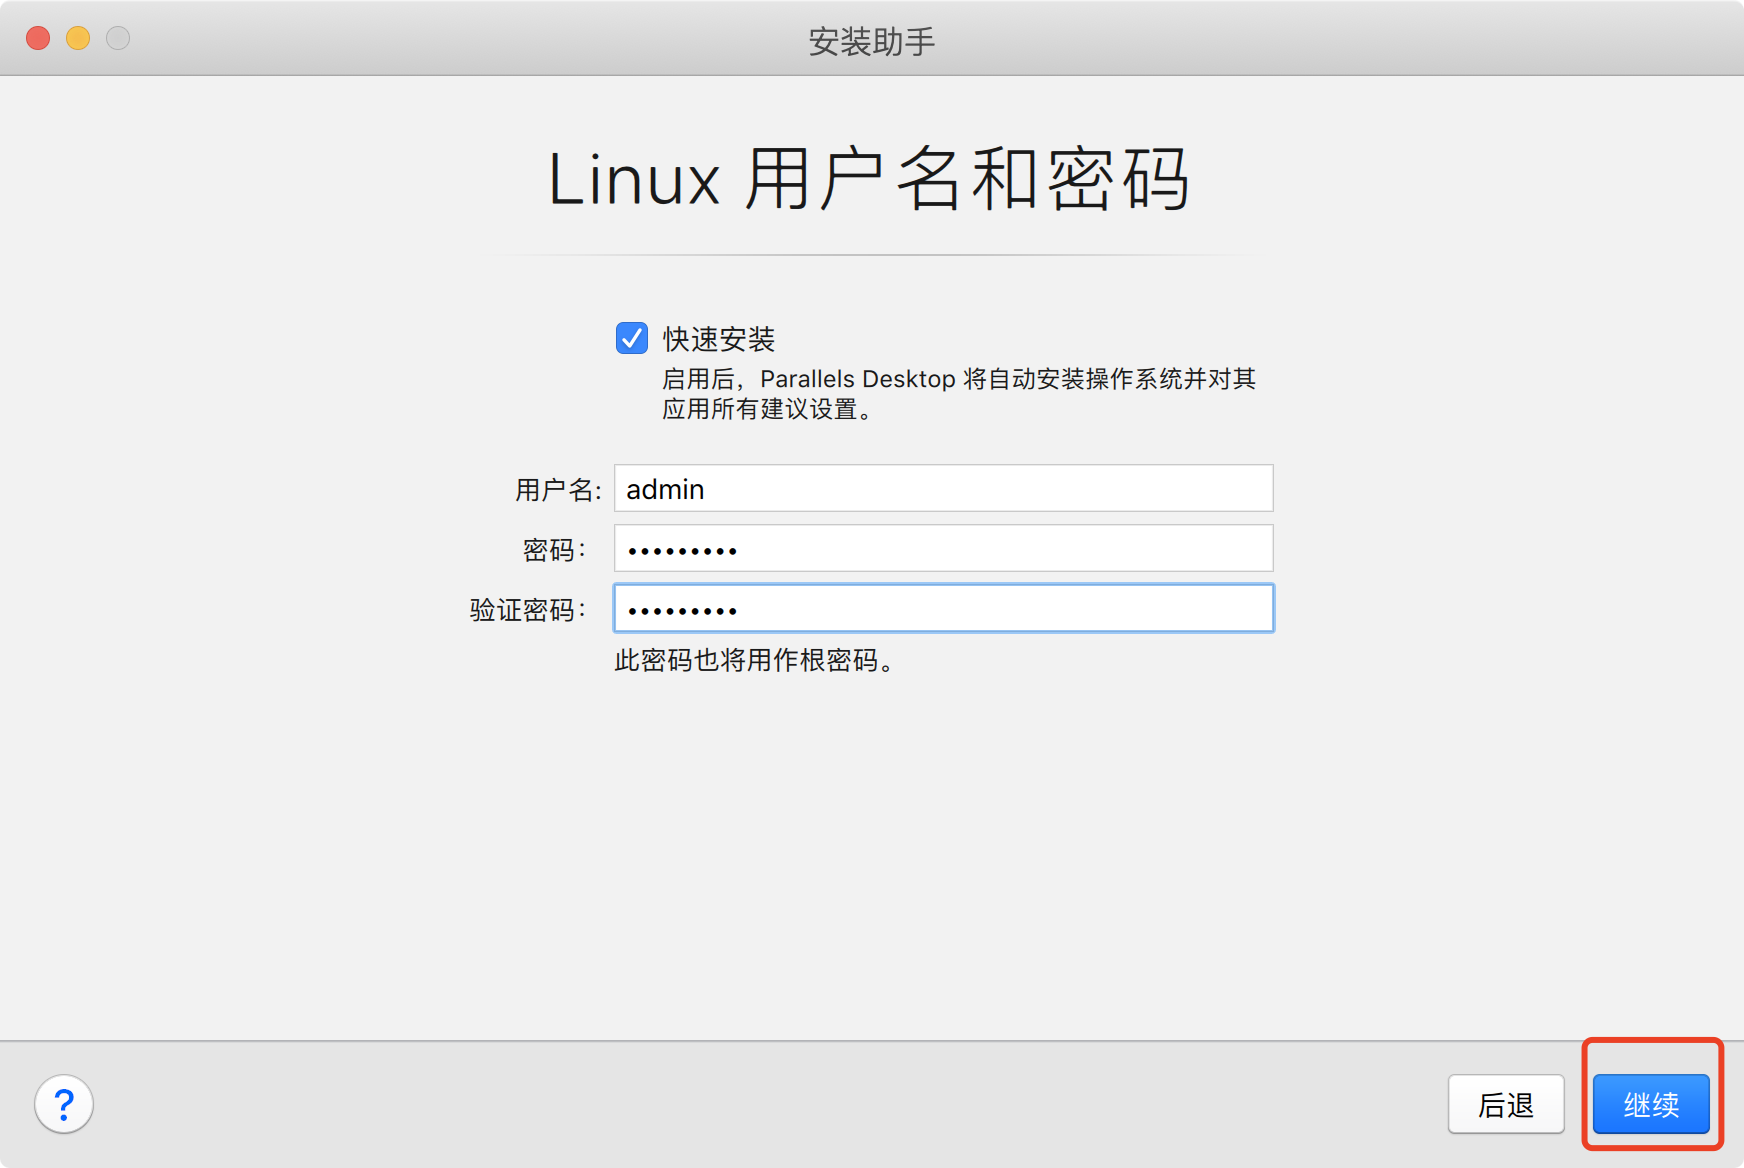 安装助手
Linux 用户名和密码
快速安装
启用后，Parallels Desktop 将自动安装操作系统并对其
应用所有建议设置。
用户名: admin
密码： •••••••••
验证密码： •••••••••
此密码也将用作根密码。
? 后退 继续